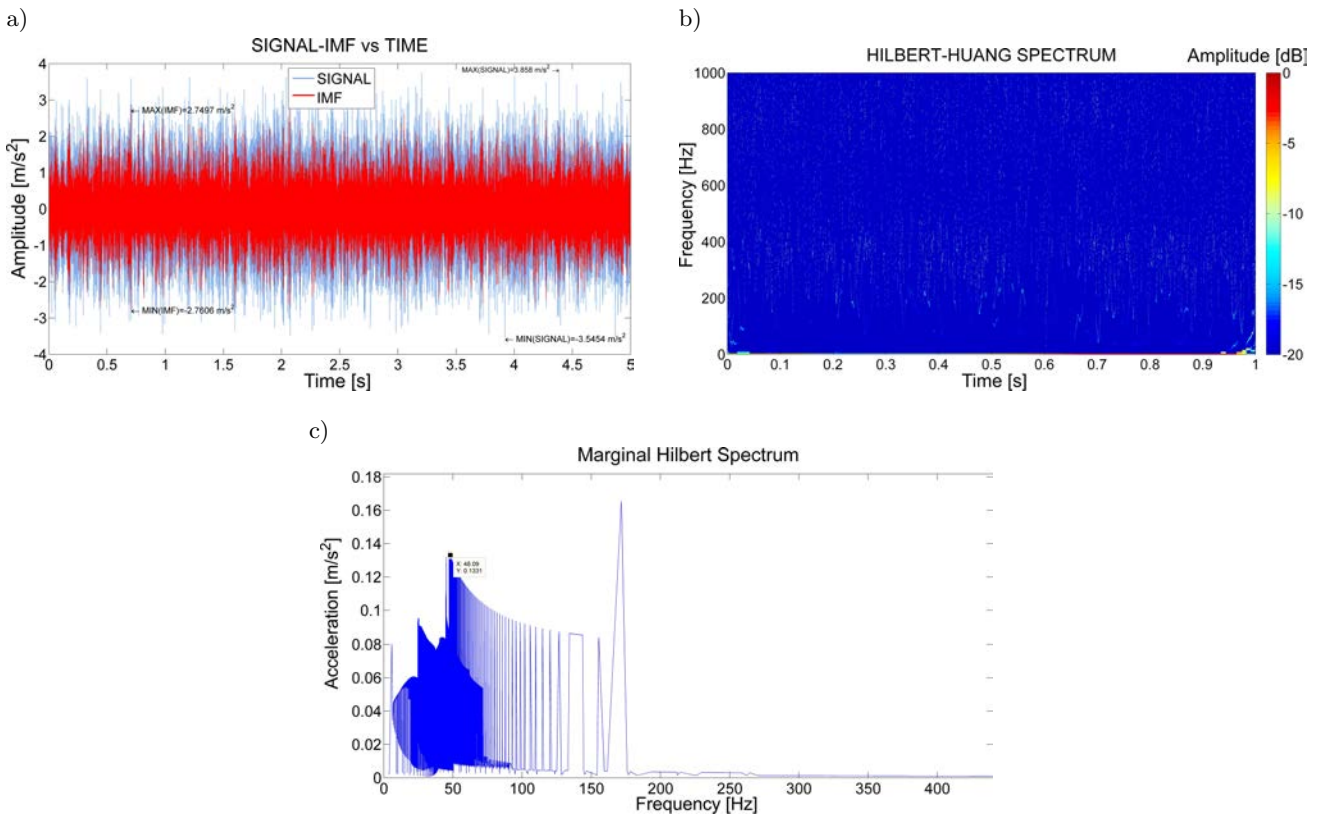 a)
SIGNAL-IMF vs TIME
4
3
2
1
0
-1
-2
-3
-4
Amplitude [m/s²]
MAX(SIGNAL)=3.858 m/s² →
SIGNAL
IMF
← MAX(IMF)=2.7497 m/s²
← MIN(IMF)=-2.7606 m/s²
← MIN(SIGNAL)=-3.5454 m/s²
0 0.5 1 1.5 2 2.5 3 3.5 4 4.5 5
Time [s]
b)
HILBERT-HUANG SPECTRUM
Amplitude [dB]
1000
800
600
400
200
0
Frequency [Hz]
0
-5
-10
-15
-20
0 0.1 0.2 0.3 0.4 0.5 0.6 0.7 0.8 0.9 1
Time [s]
c)
Marginal Hilbert Spectrum
0.18
0.16
0.14
0.12
0.1
0.08
0.06
0.04
0.02
0
Acceleration [m/s²]
X: 48.09
Y: 0.1331
0 50 100 150 200 250 300 350 400
Frequency [Hz]